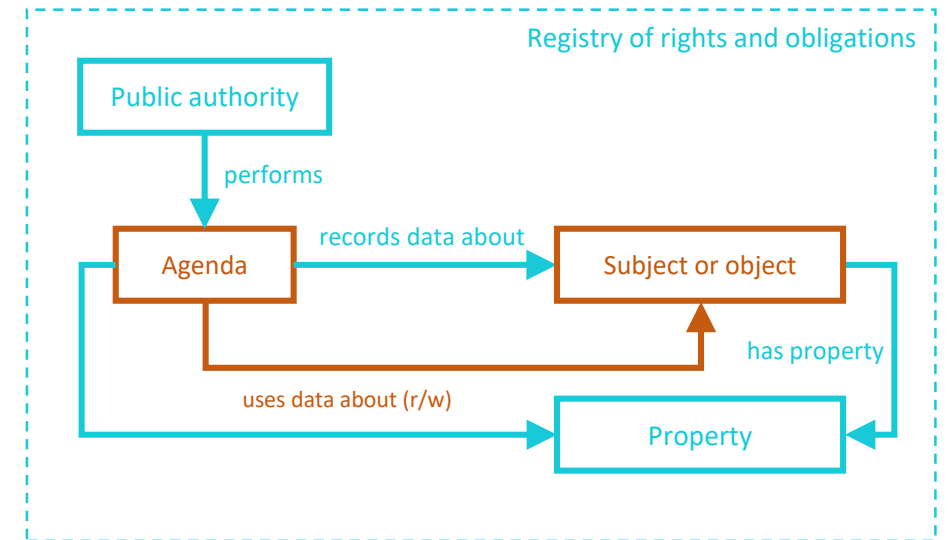 Registry of rights and obligations
Public authority
performs
records data about
Agenda
Subject or object
has property
uses data about (r/w)
Property